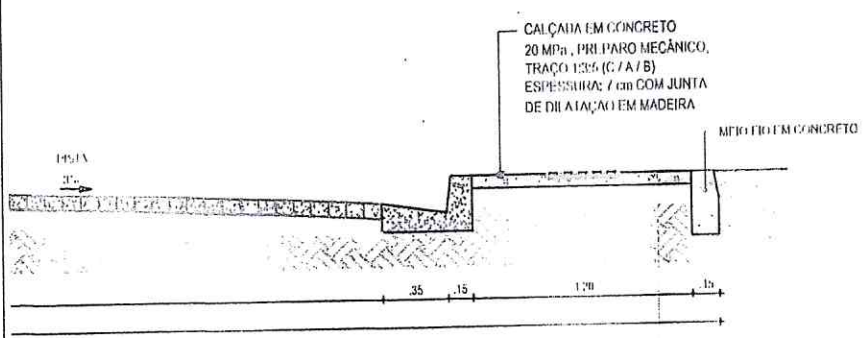 CALÇADA EM CONCRETO
20 MPa , PREPARO MECÂNICO,
TRAÇO 1:3:5 (C / A / B)
ESPESSURA: 7 cm COM JUNTA
DE DILATAÇÃO EM MADEIRA
MEIO FIO EM CONCRETO
PISTA
.35 .15 1.20 .15